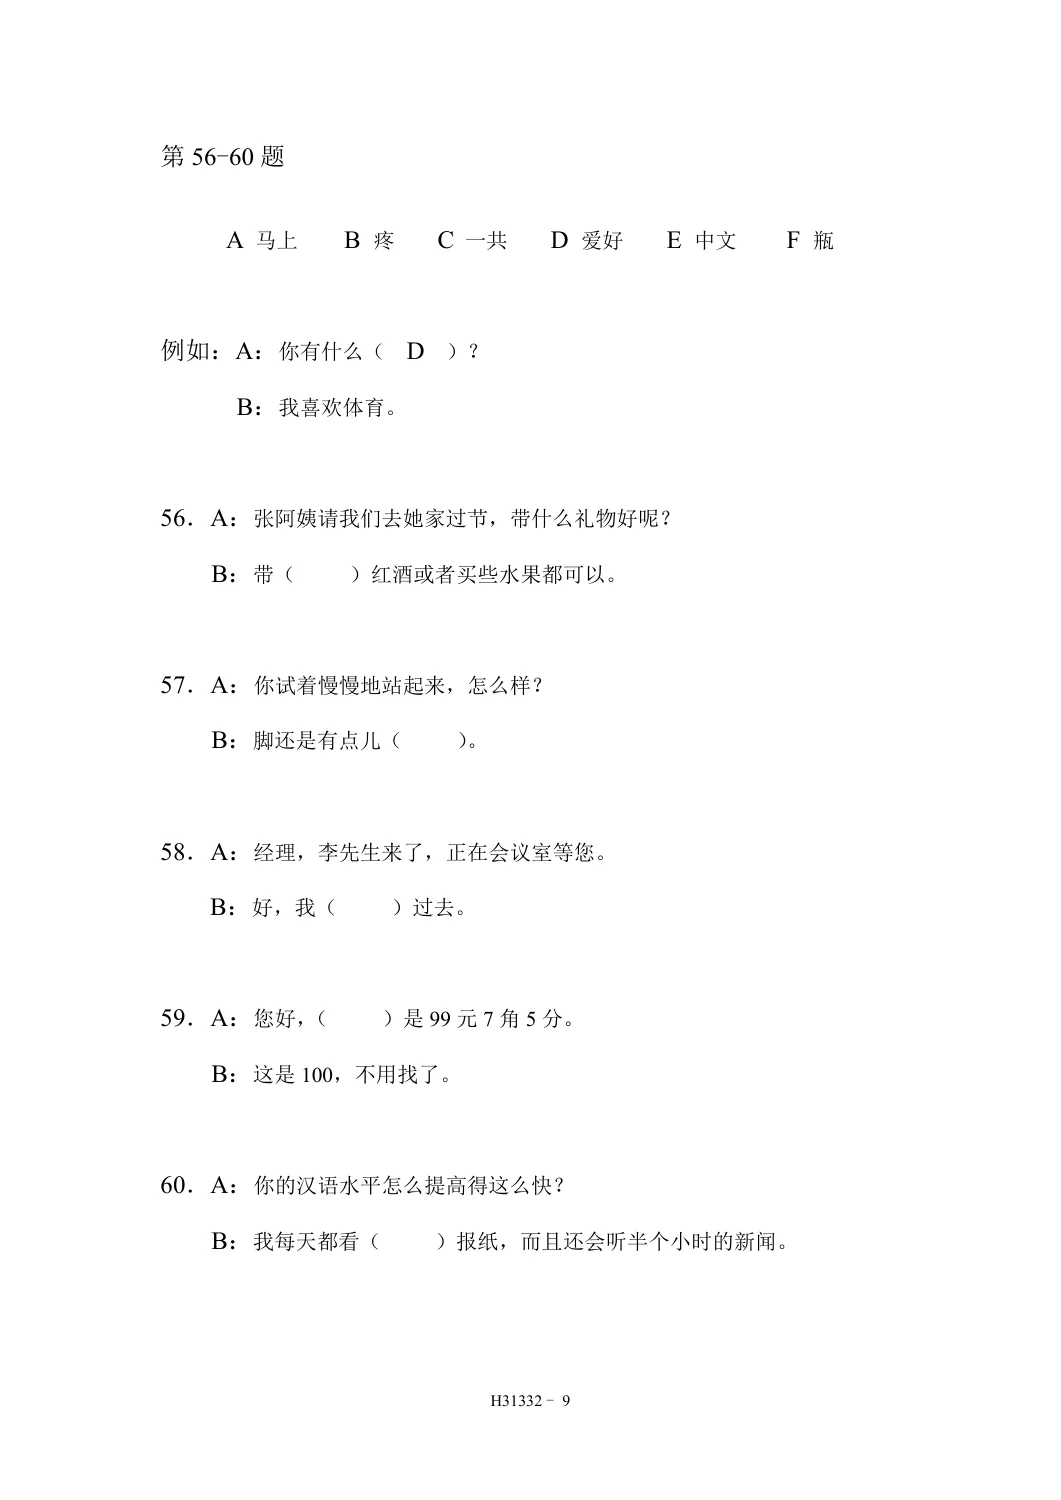 第 56-60 题
A 马上 B 疼 C 一共 D 爱好 E 中文 F 瓶
例如：A：你有什么（ D ）？
B：我喜欢体育。
56．A：张阿姨请我们去她家过节，带什么礼物好呢？
B：带（ ）红酒或者买些水果都可以。
57．A：你试着慢慢地站起来，怎么样？
B：脚还是有点儿（ ）。
58．A：经理，李先生来了，正在会议室等您。
B：好，我（ ）过去。
59．A：您好，（ ）是 99 元 7 角 5 分。
B：这是 100，不用找了。
60．A：你的汉语水平怎么提高得这么快？
B：我每天都看（ ）报纸，而且还会听半个小时的新闻。
H31332 - 9